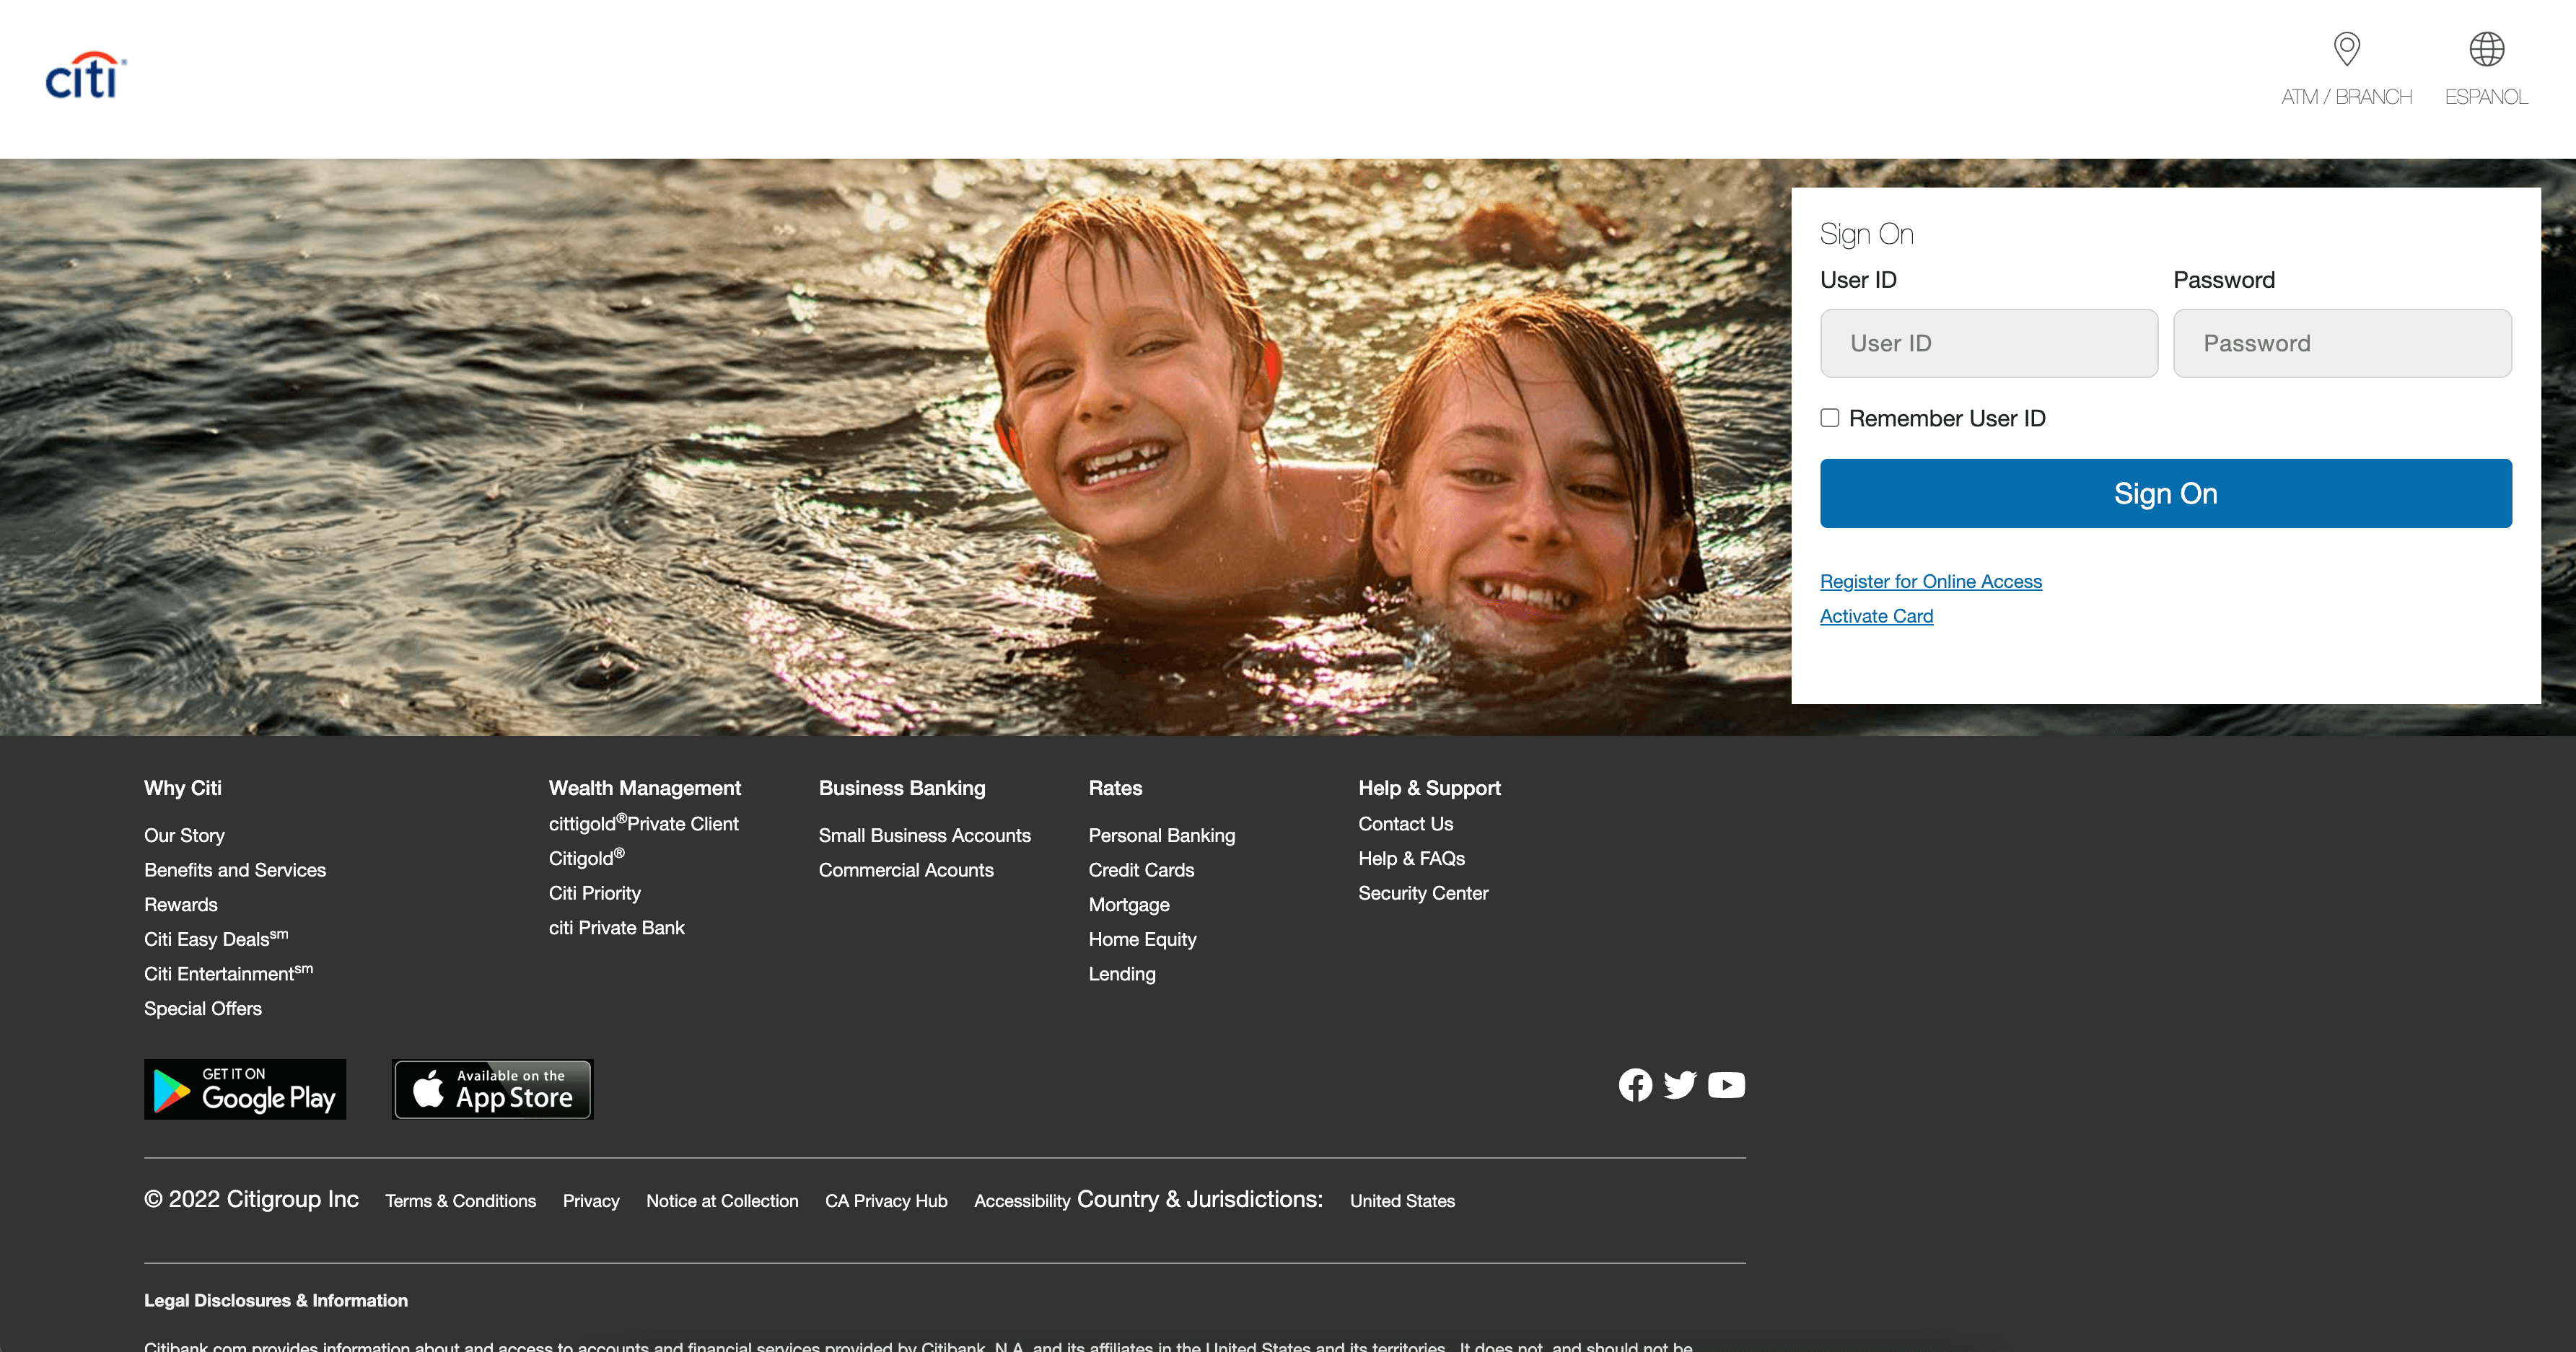 citi
ATM / BRANCH
ESPANOL
Sign On
User ID
Password
User ID
Password
Remember User ID
Sign On
Register for Online Access
Activate Card
Why Citi
Our Story
Benefits and Services
Rewards
Citi Easy Dealssm
Citi Entertainmentsm
Special Offers
Wealth Management
cittigold®Private Client
Citigold®
Citi Priority
citi Private Bank
Business Banking
Small Business Accounts
Commercial Acounts
Rates
Personal Banking
Credit Cards
Mortgage
Home Equity
Lending
Help & Support
Contact Us
Help & FAQs
Security Center
GET IT ON
Google Play
Available on the
App Store
© 2022 Citigroup Inc Terms & Conditions Privacy Notice at Collection CA Privacy Hub Accessibility Country & Jurisdictions: United States
Legal Disclosures & Information
Citibank.com provides information about and access to accounts and financial services provided by Citibank, N.A. and its affiliates in the United States and its territories. It does not, and should not be